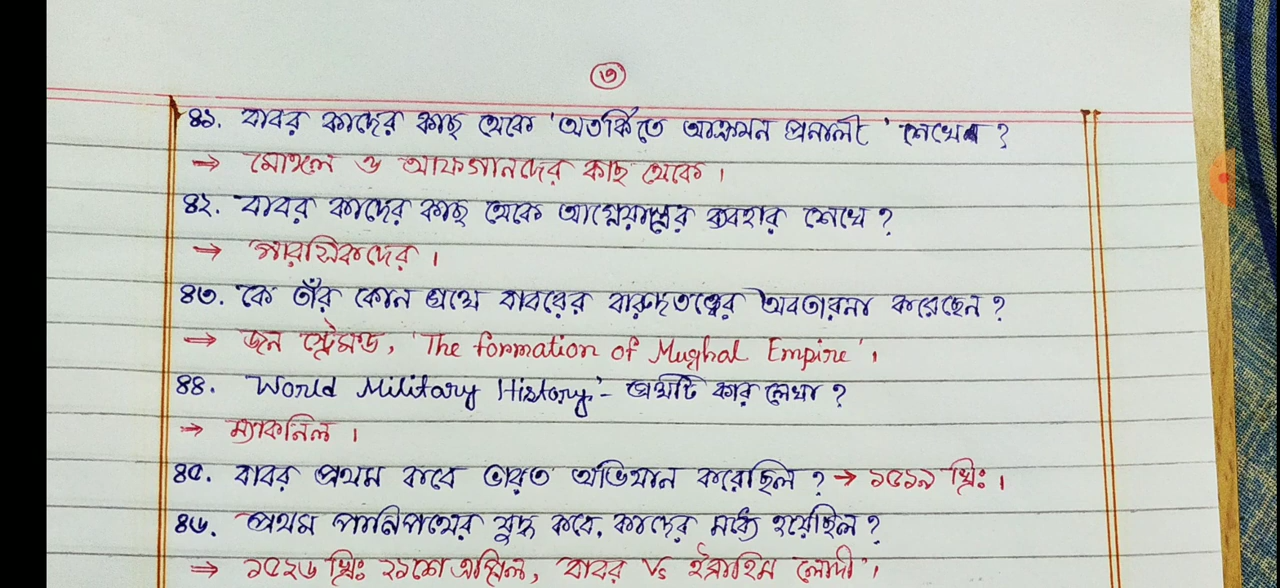 ৩
৪১. বাবর কাদের কাছ থেকে 'অতর্কিতে আক্রমন প্রনালী' শেখেন ?
→ মোঙ্গল ও আফগানদের কাছ থেকে ।
৪২. বাবর কাদের কাছ থেকে আগ্নেয়াস্ত্রের ব্যবহার শেখে ?
→ পারসিকদের ।
৪৩. কে তাঁর কোন গ্রন্থে বাবরের বারুদতত্ত্বের অবতারনা করেছেন ?
→ জন স্ট্রেমন্ড, 'The formation of Mughal Empire' ।
৪৪. World Military History' - গ্রন্থটি কার লেখা ?
→ ম্যাকনিল ।
৪৫. বাবর প্রথম কবে ভারত অভিযান করেছিল ? → ১৫১৯ খ্রিঃ ।
৪৬. প্রথম পানিপথের যুদ্ধ কবে, কাদের মধ্যে হয়েছিল ?
→ ১৫২৬ খ্রিঃ ২১শে এপ্রিল, বাবর Vs ইব্রাহিম লোদী' ।